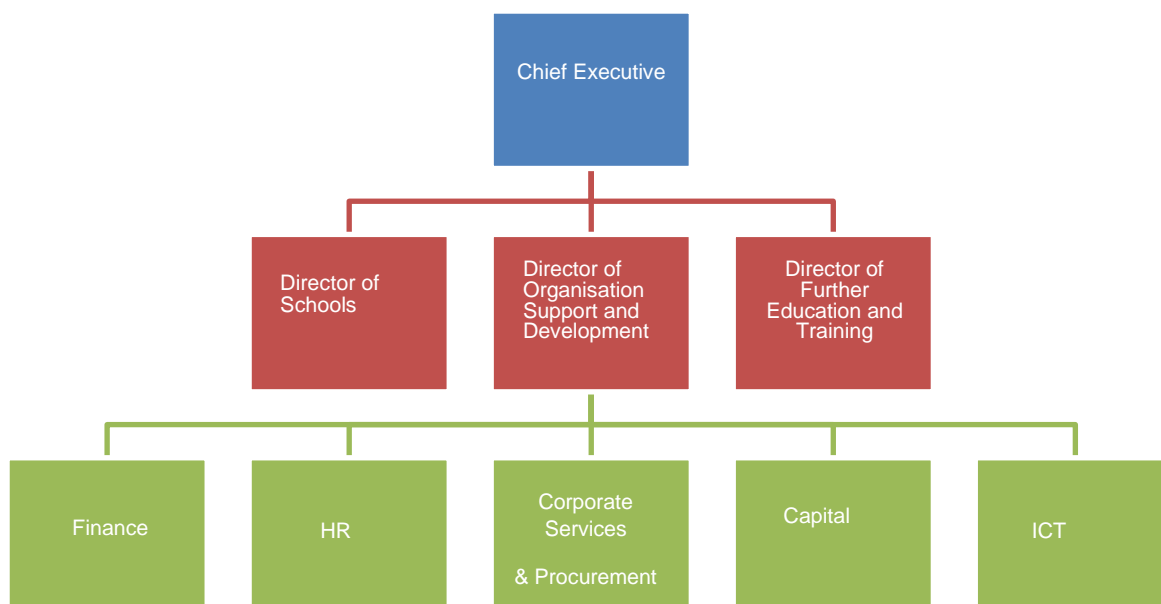 Chief Executive
Director of
Schools
Director of
Organisation
Support and
Development
Director of
Further
Education and
Training
Finance
HR
Corporate
Services
& Procurement
Capital
ICT